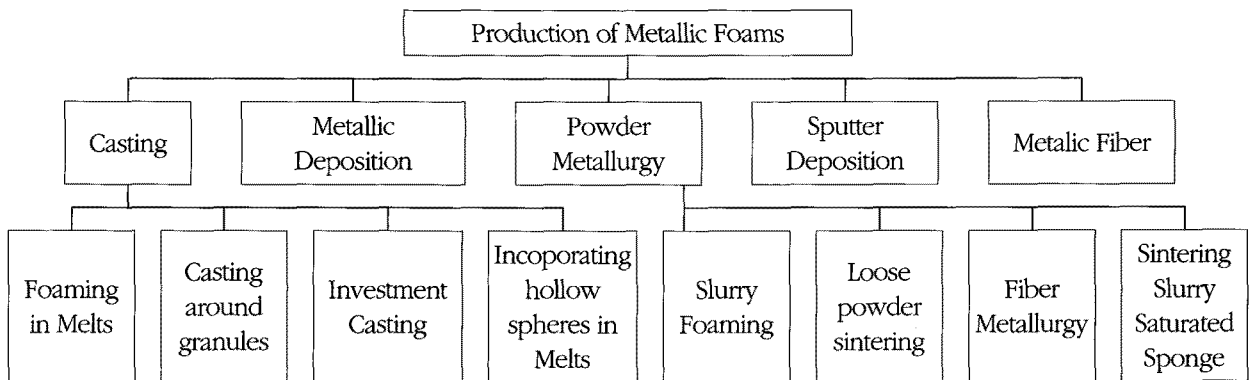 Production of Metallic Foams
Casting
Metallic
Deposition
Powder
Metallurgy
Sputter
Deposition
Metalic Fiber
Foaming
in Melts
Casting
around
granules
Investment
Casting
Incoporating
hollow
spheres in
Melts
Slurry
Foaming
Loose
powder
sintering
Fiber
Metallurgy
Sintering
Slurry
Saturated
Sponge